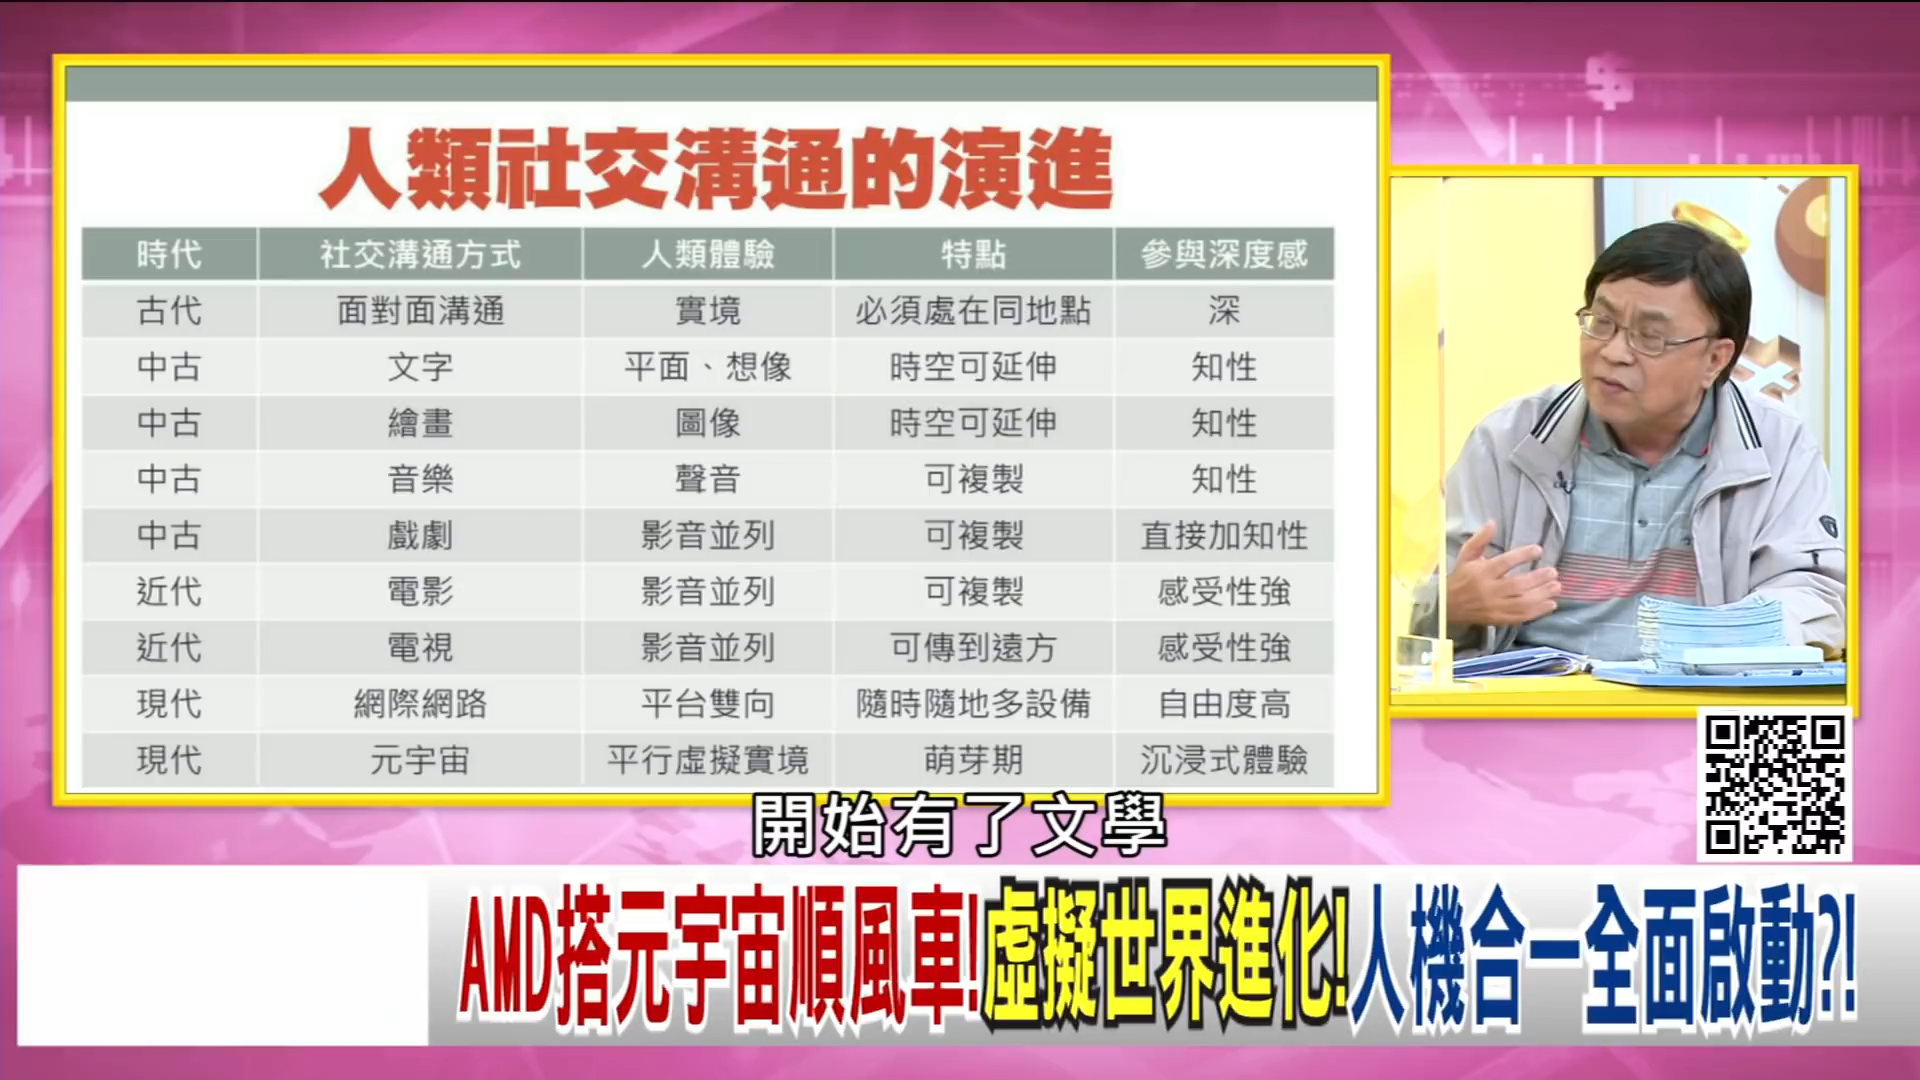 人類社交溝通的演進
時代 社交溝通方式 人類體驗 特點 參與深度感
古代 面對面溝通 實境 必須處在同地點 深
中古 文字 平面、想像 時空可延伸 知性
中古 繪畫 圖像 時空可延伸 知性
中古 音樂 聲音 可複製 知性
中古 戲劇 影音並列 可複製 直接加知性
近代 電影 影音並列 可複製 感受性強
近代 電視 影音並列 可傳到遠方 感受性強
現代 網際網路 平台雙向 隨時隨地多設備 自由度高
現代 元宇宙 平行虛擬實境 萌芽期 沉浸式體驗
開始有了文學
AMD搭元宇宙順風車!虛擬世界進化!人機合一全面啟動?!